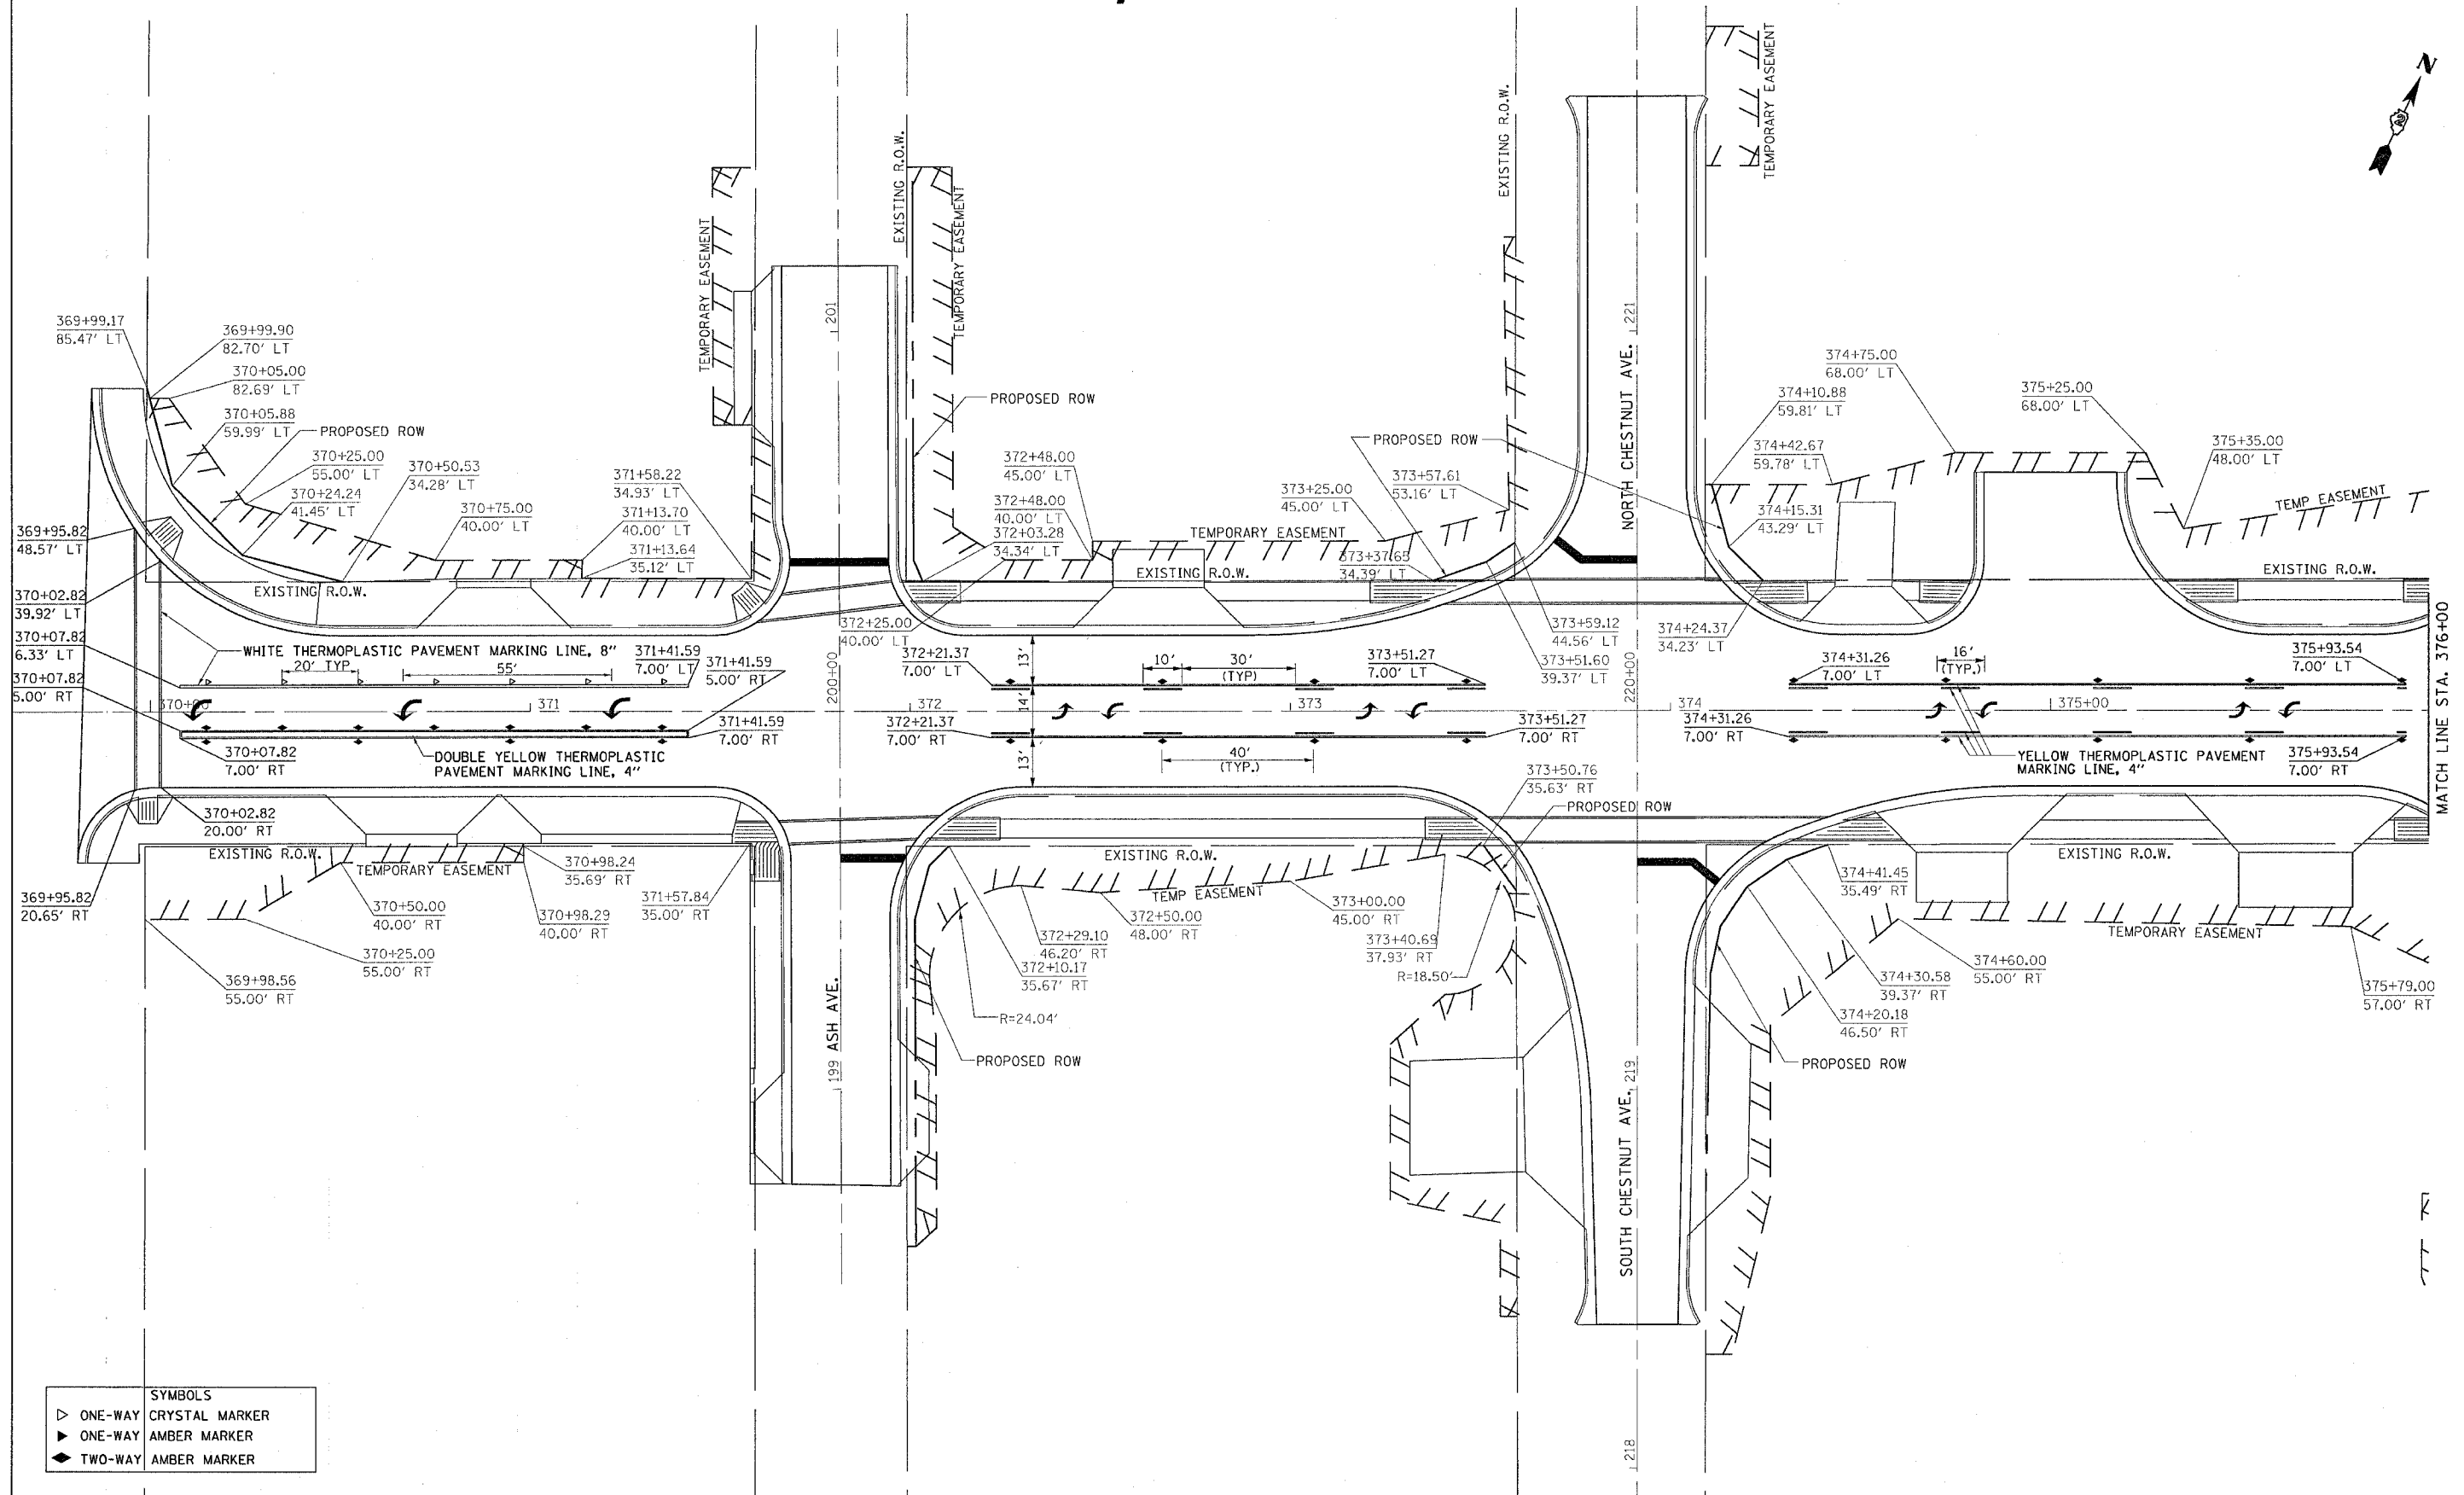 N
EXISTING R.O.W.
TEMPORARY EASEMENT
EXISTING R.O.W.
TEMPORARY EASEMENT
TEMPORARY EASEMENT
201
221
NORTH CHESTNUT AVE.
369+99.17
85.47' LT
369+99.90
82.70' LT
370+05.00
82.69' LT
370+05.88
59.99' LT
PROPOSED ROW
370+25.00
55.00' LT
370+24.24
41.45' LT
370+50.53
34.28' LT
370+75.00
40.00' LT
371+58.22
34.93' LT
371+13.70
40.00' LT
371+13.64
35.12' LT
PROPOSED ROW
372+48.00
45.00' LT
372+48.00
40.00' LT
372+03.28
34.34' LT
TEMPORARY EASEMENT
EXISTING R.O.W.
373+25.00
45.00' LT
373+37.65
34.39' LT
PROPOSED ROW
373+57.61
53.16' LT
374+75.00
68.00' LT
374+10.88
59.81' LT
374+42.67
59.78' LT
374+15.31
43.29' LT
375+25.00
68.00' LT
375+35.00
48.00' LT
TEMP EASEMENT
EXISTING R.O.W.
369+95.82
48.57' LT
370+02.82
39.92' LT
370+07.82
6.33' LT
370+07.82
5.00' RT
EXISTING R.O.W.
WHITE THERMOPLASTIC PAVEMENT MARKING LINE, 8"
20' TYP
55'
371+41.59
7.00' LT
371+41.59
5.00' RT
372+25.00
40.00' LT
372+21.37
7.00' LT
13'
10'
30'
(TYP)
373+51.27
7.00' LT
373+59.12
44.56' LT
373+51.60
39.37' LT
374+24.37
34.23' LT
374+31.26
7.00' LT
16'
(TYP.)
375+93.54
7.00' LT
MATCH LINE STA. 376+00
371
200+00
372
14'
373
220+00
374
375+00
370+07.82
7.00' RT
DOUBLE YELLOW THERMOPLASTIC
PAVEMENT MARKING LINE, 4"
371+41.59
7.00' RT
372+21.37
7.00' RT
13'
40'
(TYP.)
373+51.27
7.00' RT
374+31.26
7.00' RT
YELLOW THERMOPLASTIC PAVEMENT
MARKING LINE, 4"
375+93.54
7.00' RT
370+02.82
20.00' RT
373+50.76
35.63' RT
PROPOSED ROW
EXISTING R.O.W.
TEMPORARY EASEMENT
370+98.24
35.69' RT
369+95.82
20.65' RT
370+50.00
40.00' RT
370+98.29
40.00' RT
371+57.84
35.00' RT
370+25.00
55.00' RT
369+98.56
55.00' RT
EXISTING R.O.W.
TEMP EASEMENT
373+00.00
45.00' RT
372+50.00
48.00' RT
372+29.10
46.20' RT
372+10.17
35.67' RT
373+40.69
37.93' RT
R=18.50'
R=24.04'
PROPOSED ROW
ASH AVE.
199
374+41.45
35.49' RT
EXISTING R.O.W.
TEMPORARY EASEMENT
374+60.00
55.00' RT
374+30.58
39.37' RT
374+20.18
46.50' RT
375+79.00
57.00' RT
PROPOSED ROW
SOUTH CHESTNUT AVE.
219
218
SYMBOLS
ONE-WAY CRYSTAL MARKER
ONE-WAY AMBER MARKER
TWO-WAY AMBER MARKER